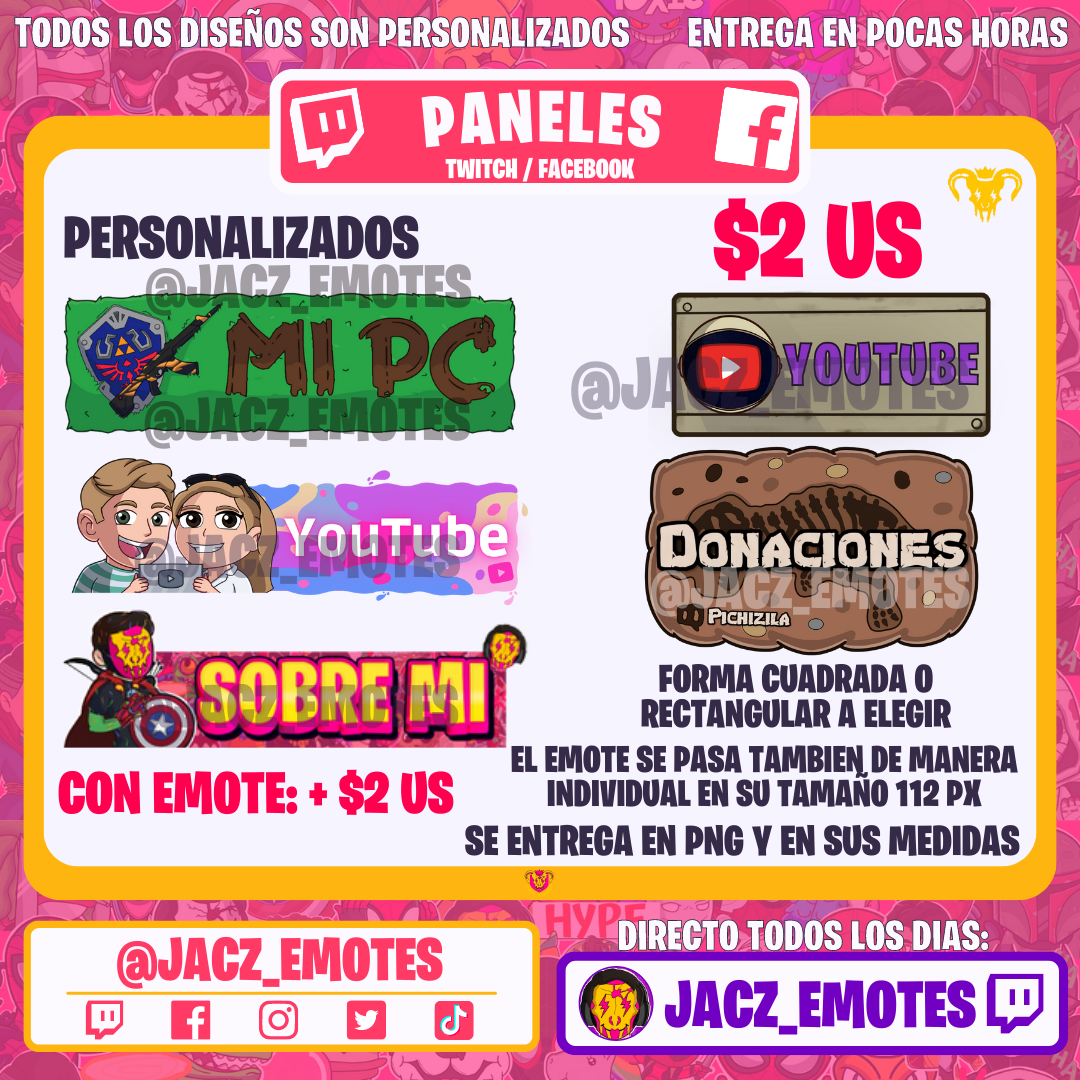 TODOS LOS DISEÑOS SON PERSONALIZADOS
ENTREGA EN POCAS HORAS
TOXIC
PANELES
TWITCH / FACEBOOK
PERSONALIZADOS
$2 US
@JACZ_EMOTES
MI PC
@JACZ_EMOTES
YOUTUBE
@JACZ_EMOTES
YouTube
@JACZ_EMOTES
DONACIONES
@JACZ_EMOTES
PICHIZILA
SOBRE MI
JACZ_EMOTES
FORMA CUADRADA O
RECTANGULAR A ELEGIR
EL EMOTE SE PASA TAMBIEN DE MANERA
INDIVIDUAL EN SU TAMAÑO 112 PX
CON EMOTE: + $2 US
SE ENTREGA EN PNG Y EN SUS MEDIDAS
HYPE
@JACZ_EMOTES
DIRECTO TODOS LOS DIAS:
JACZ_EMOTES